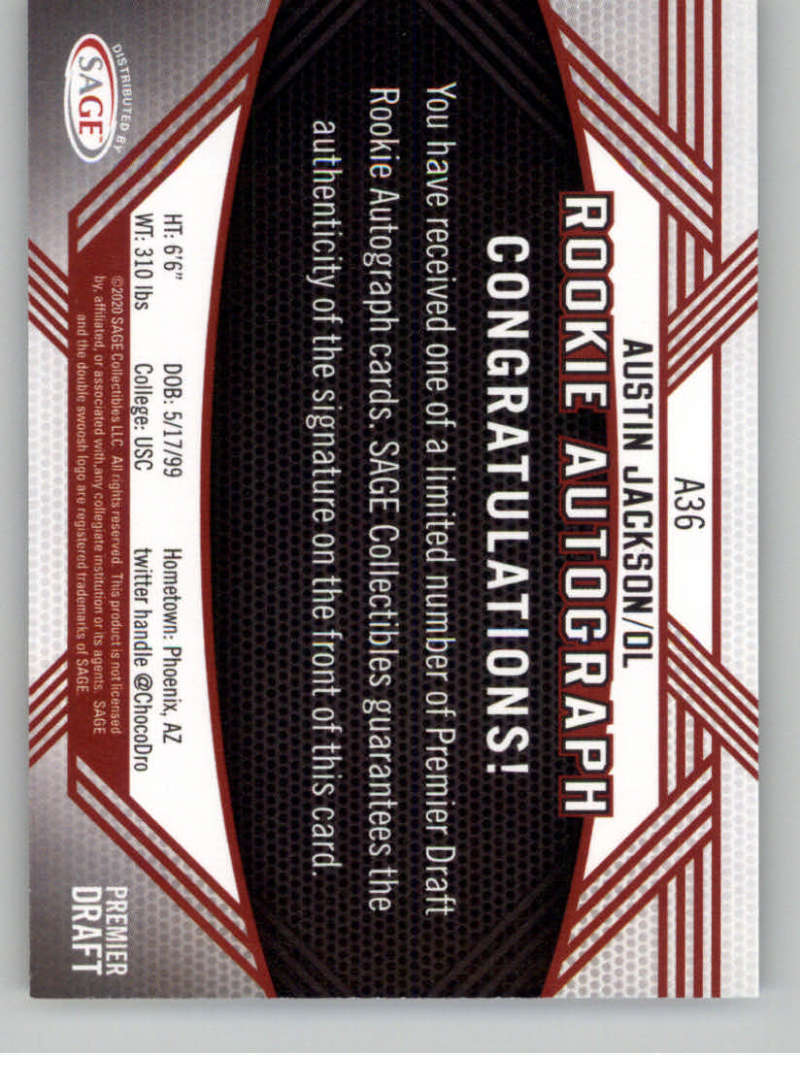 A36
AUSTIN JACKSON/OL
ROOKIE AUTOGRAPH
CONGRATULATIONS!
You have received one of a limited number of Premier Draft
Rookie Autograph cards. SAGE Collectibles guarantees the
authenticity of the signature on the front of this card.
HT: 6'6" DOB: 5/17/99 Hometown: Phoenix, AZ
WT: 310 lbs College: USC twitter handle @ChocoDro
©2020 SAGE Collectibles LLC. All rights reserved. This product is not licensed
by, affiliated, or associated with,any collegiate institution or its agents. SAGE
and the double swoosh logo are registered trademarks of SAGE.
DISTRIBUTED BY
SAGE
PREMIER
DRAFT